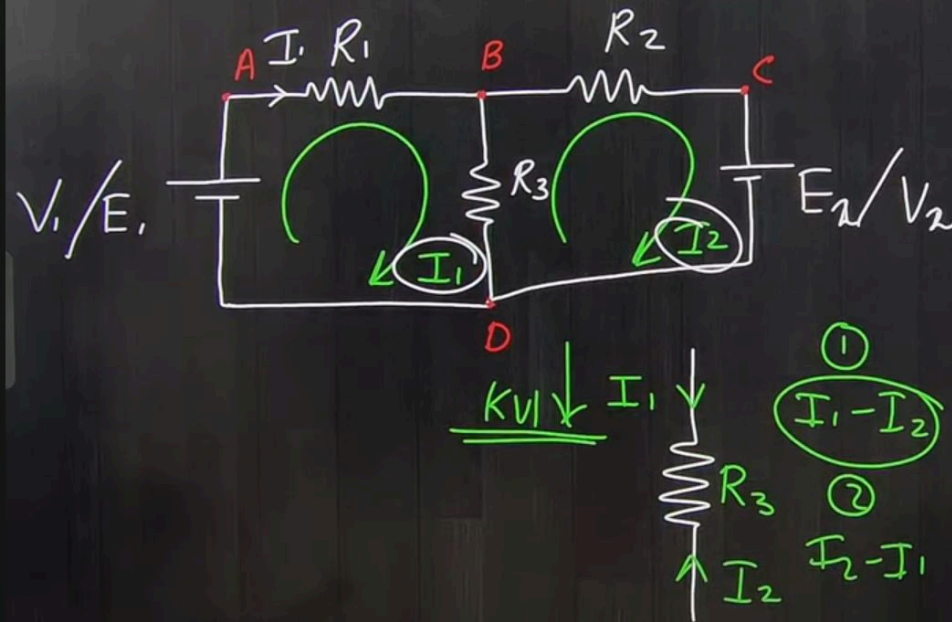 A I₁ R₁ B R₂ C
V₁/E₁ R₃ E₂/V₂
I₁ I₂
D
KVL I₁ ①
I₁-I₂
R₃ ②
I₂ I₂-I₁